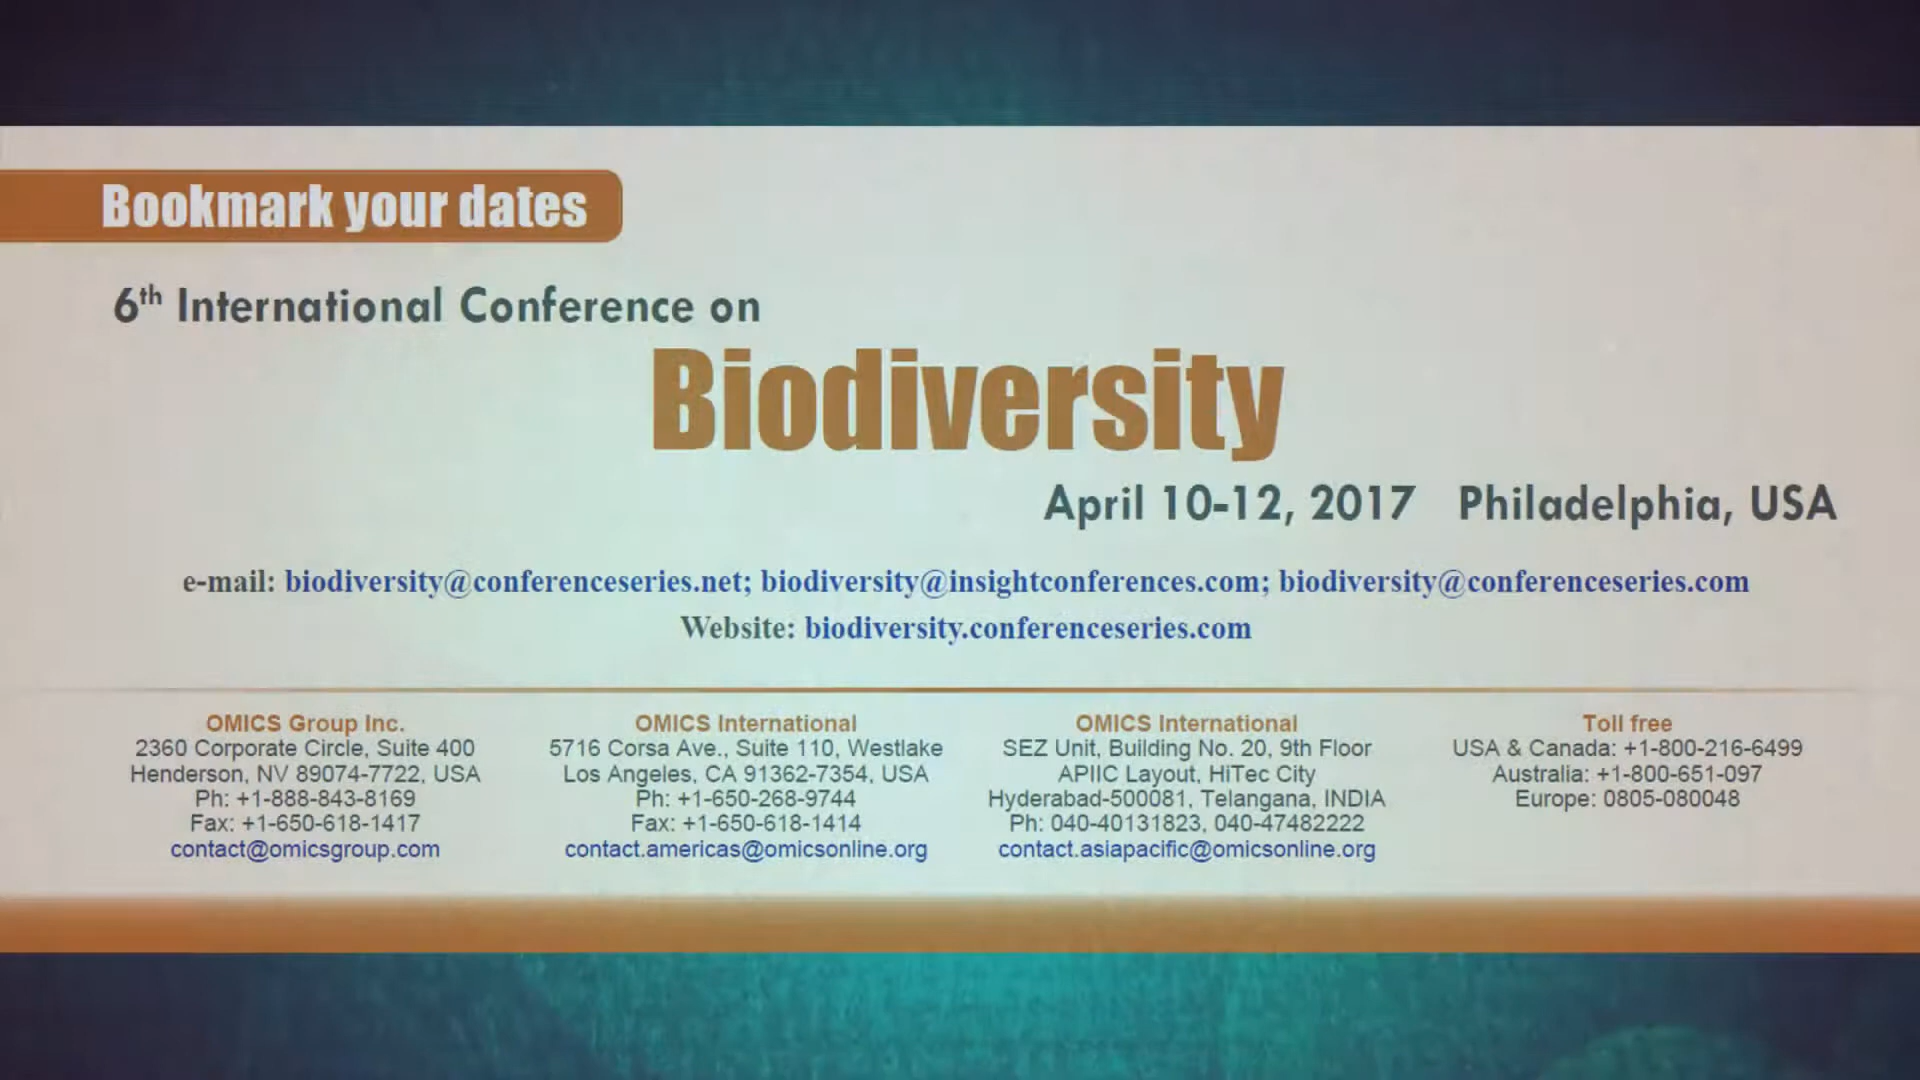 Bookmark your dates
6th International Conference on
Biodiversity
April 10-12, 2017 Philadelphia, USA
e-mail: biodiversity@conferenceseries.net; biodiversity@insightconferences.com; biodiversity@conferenceseries.com
Website: biodiversity.conferenceseries.com
OMICS Group Inc.
2360 Corporate Circle, Suite 400
Henderson, NV 89074-7722, USA
Ph: +1-888-843-8169
Fax: +1-650-618-1417
contact@omicsgroup.com
OMICS International
5716 Corsa Ave., Suite 110, Westlake
Los Angeles, CA 91362-7354, USA
Ph: +1-650-268-9744
Fax: +1-650-618-1414
contact.americas@omicsonline.org
OMICS International
SEZ Unit, Building No. 20, 9th Floor
APIIC Layout, HiTec City
Hyderabad-500081, Telangana, INDIA
Ph: 040-40131823, 040-47482222
contact.asiapacific@omicsonline.org
Toll free
USA & Canada: +1-800-216-6499
Australia: +1-800-651-097
Europe: 0805-080048